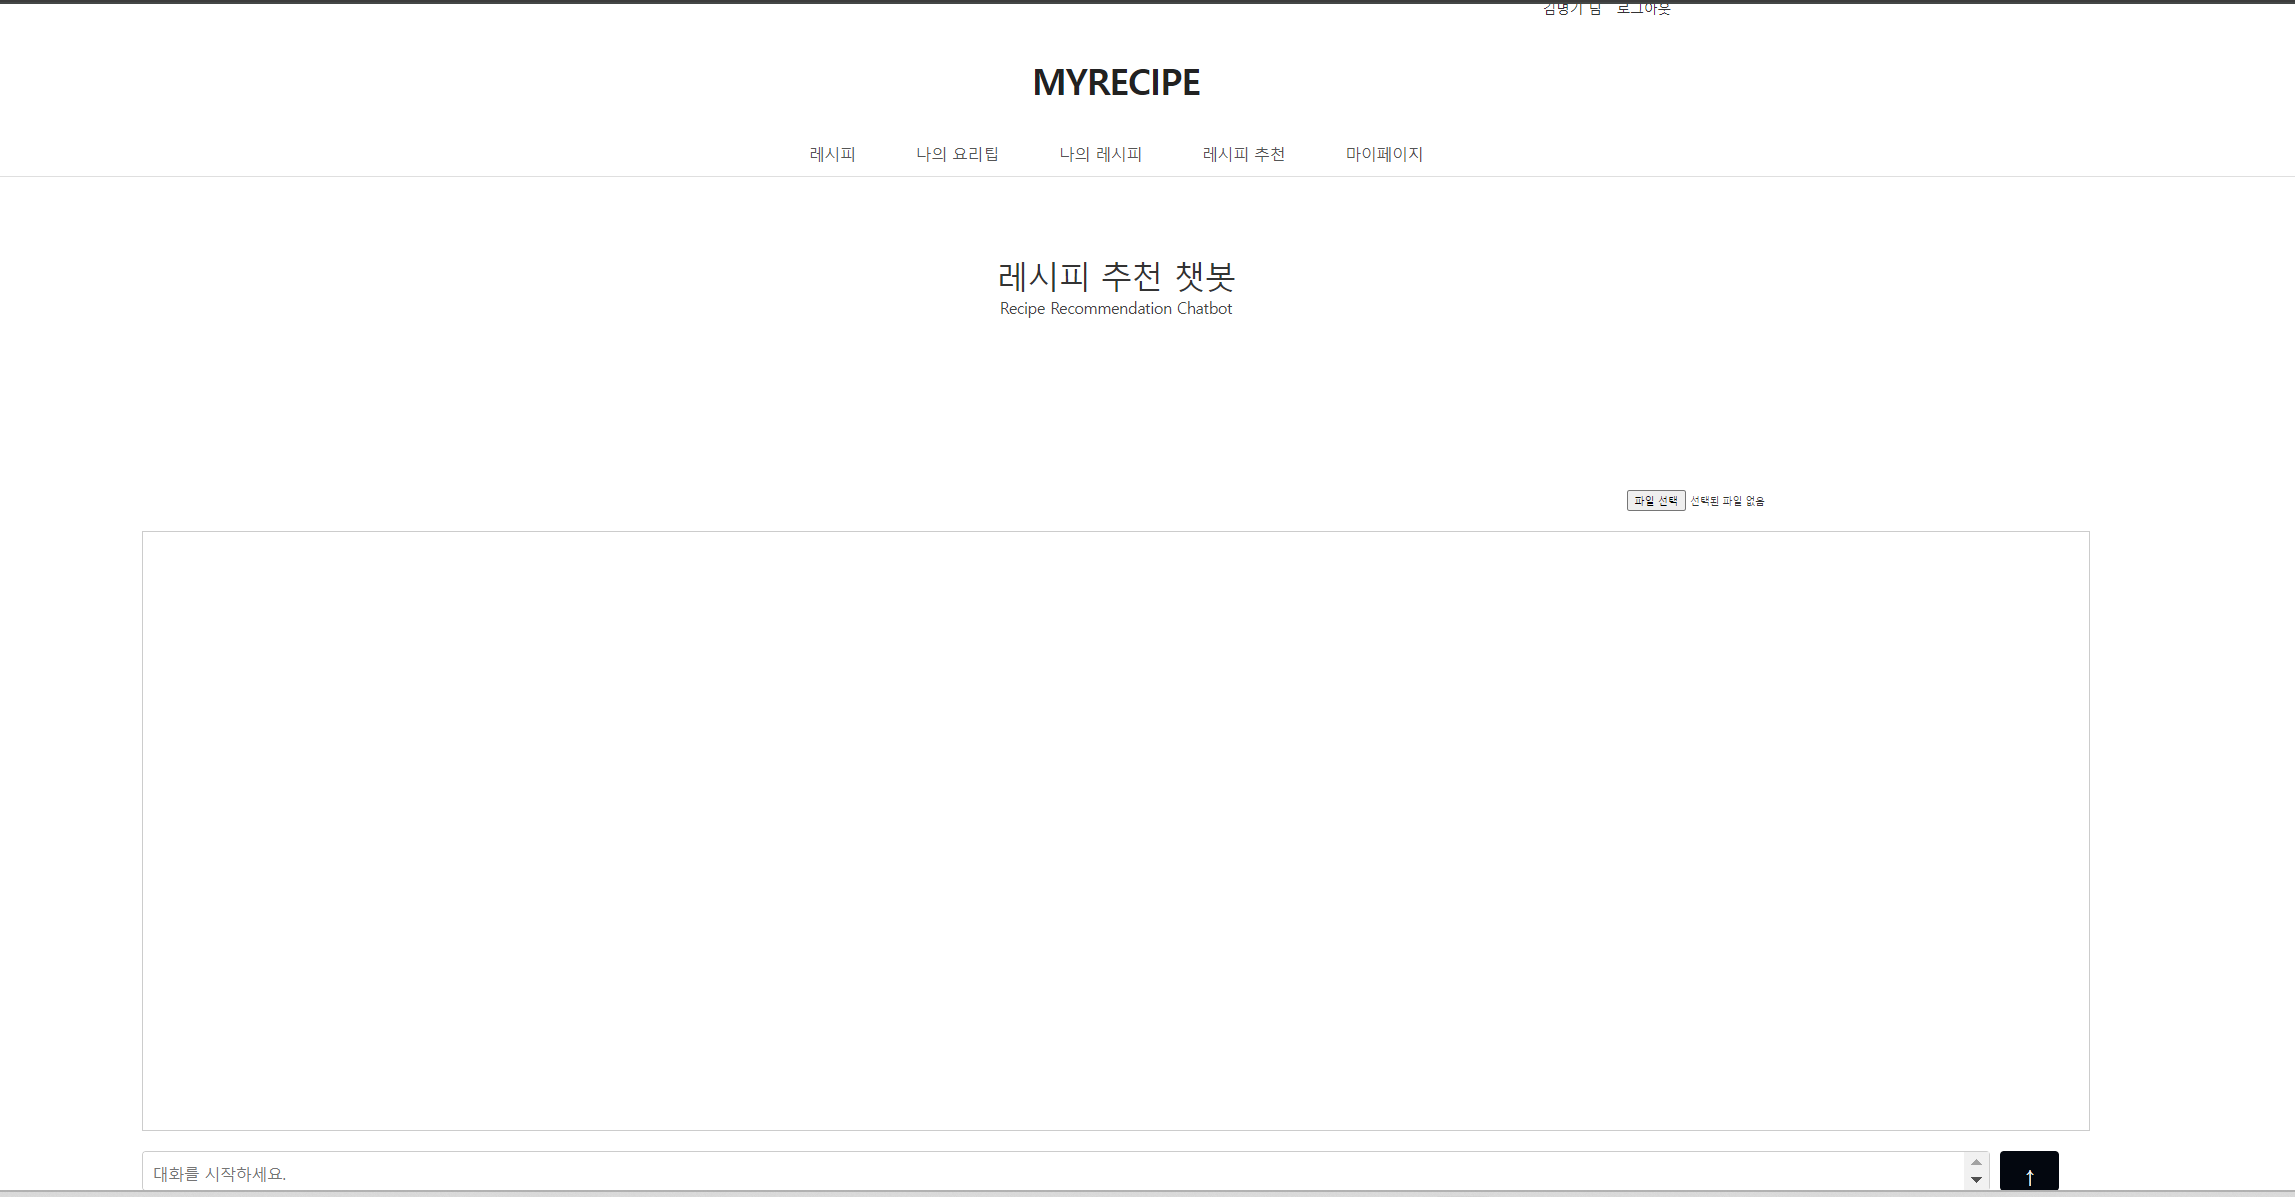 김명기 님 로그아웃
MYRECIPE
레시피 나의 요리팁 나의 레시피 레시피 추천 마이페이지
레시피 추천 챗봇
Recipe Recommendation Chatbot
파일 선택 선택된 파일 없음
대화를 시작하세요.
↑